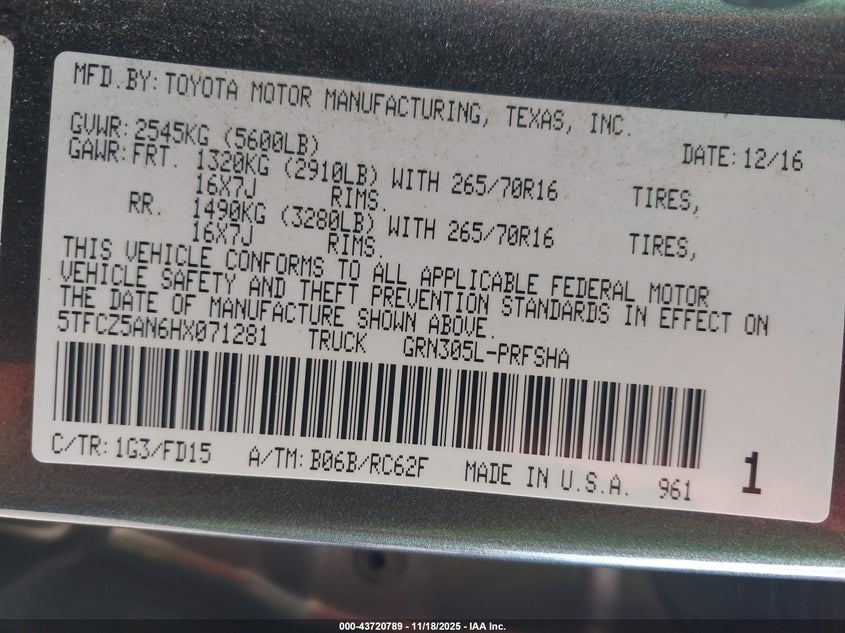 MFD.BY: TOYOTA MOTOR MANUFACTURING, TEXAS, INC.
GVWR: 2545KG (5600LB) DATE: 12/16
GAWR: FRT. 1320KG (2910LB) WITH 265/70R16 TIRES,
16X7J RIMS.
RR. 1490KG (3280LB) WITH 265/70R16 TIRES,
16X7J RIMS.
THIS VEHICLE CONFORMS TO ALL APPLICABLE FEDERAL MOTOR
VEHICLE SAFETY AND THEFT PREVENTION STANDARDS IN EFFECT ON
THE DATE OF MANUFACTURE SHOWN ABOVE.
5TFCZ5AN6HX071281 TRUCK GRN305L-PRFSHA
C/TR: 1G3/FD15 A/TM: B06B/RC62F MADE IN U.S.A. 961 1
000-43720789 - 11/18/2025 - IAA Inc.